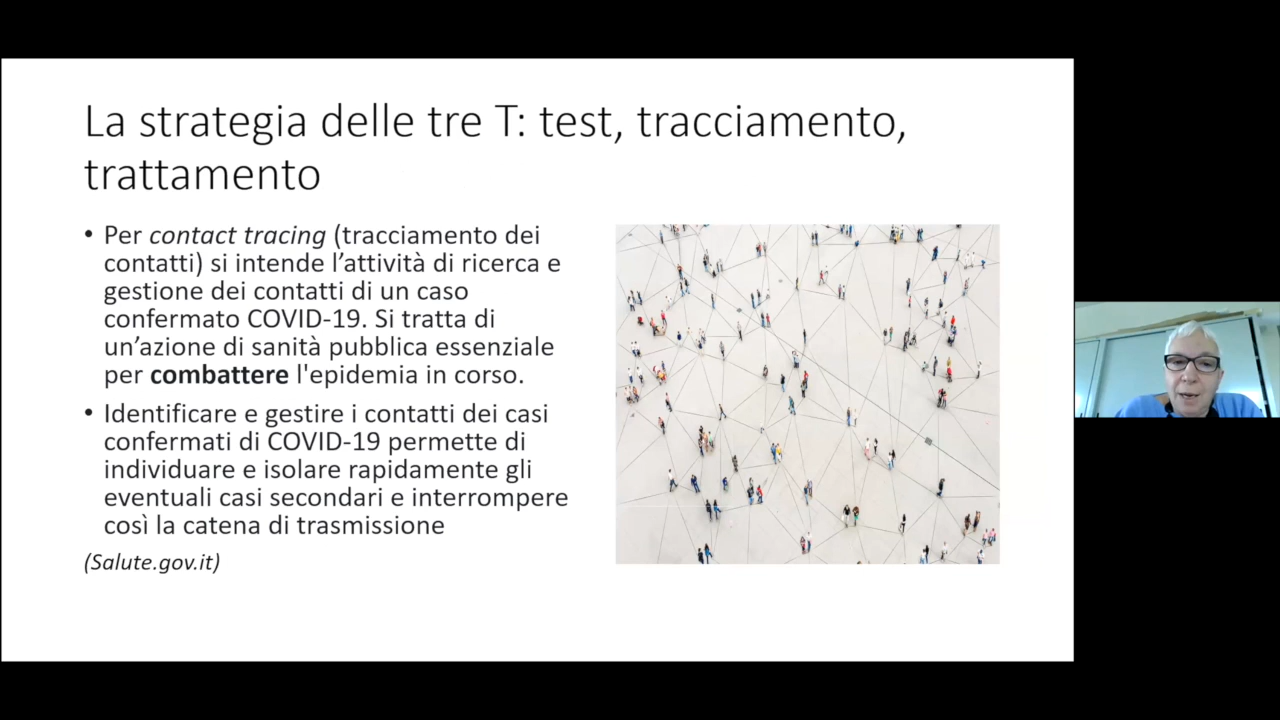 La strategia delle tre T: test, tracciamento,
trattamento
• Per contact tracing (tracciamento dei
contatti) si intende l’attività di ricerca e
gestione dei contatti di un caso
confermato COVID-19. Si tratta di
un’azione di sanità pubblica essenziale
per combattere l'epidemia in corso.
• Identificare e gestire i contatti dei casi
confermati di COVID-19 permette di
individuare e isolare rapidamente gli
eventuali casi secondari e interrompere
così la catena di trasmissione
(Salute.gov.it)